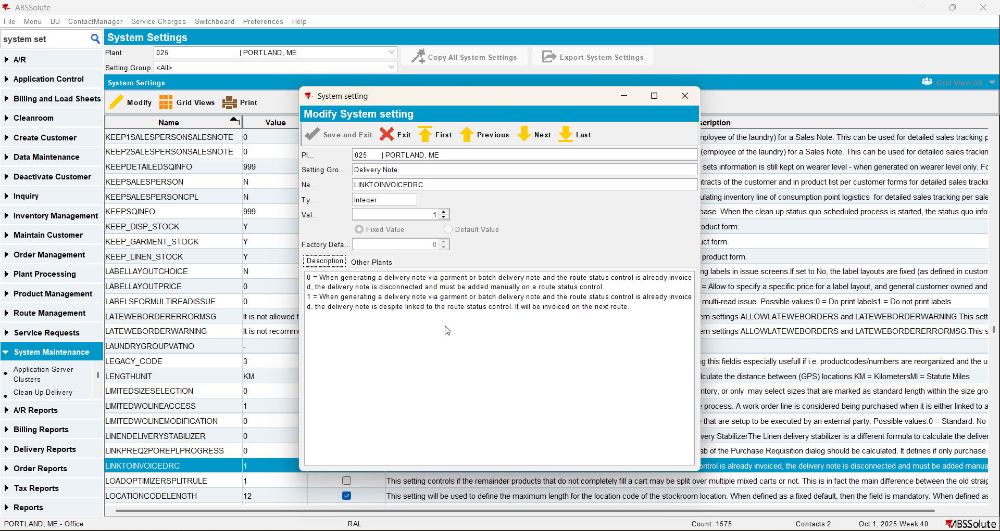 ABSSolute
File Menu BU ContactManager Service Charges Switchboard Preferences Help
system set
System Settings
Plant 025 | PORTLAND, ME
Setting Group <All>
Copy All System Settings
Export System Settings
System Settings
Grid View All
Modify Grid Views Print
Name 1 Value
scription
A/R
Application Control
Billing and Load Sheets
Cleanroom
Create Customer
Data Maintenance
Deactivate Customer
Inquiry
Inventory Management
Maintain Customer
Order Management
Plant Processing
Product Management
Route Management
Service Requests
System Maintenance
Application Server
Clusters
Clean Up Delivery
A/R Reports
Billing Reports
Delivery Reports
Order Reports
Tax Reports
Reports
KEEP1SALESPERSONSALESNOTE 0
KEEP2SALESPERSONSALESNOTE 0
KEEPDETAILEDSQINFO 999
KEEPSALESPERSON N
KEEPSALESPERSONCPL N
KEEPSQINFO 999
KEEP_DISP_STOCK Y
KEEP_GARMENT_STOCK Y
KEEP_LINEN_STOCK Y
LABELLAYOUTCHOICE N
LABELLAYOUTPRICE 0
LABELSFORMULTIREADISSUE 0
LATEWEBORDERERRORMSG It is not allowed t
LATEWEBORDERWARNING It is not recomm
LAUNDRYGROUPVATNO -
LEGACY_CODE 3
LENGTHUNIT KM
LIMITEDSIZESELECTION 0
LIMITEDWOLINEACCESS 1
LIMITEDWOLINEMODIFICATION 0
LINENDELIVERYSTABILIZER 0
LINKPREQ2POREPLPROGRESS 0
LINKTOINVOICEDRC 1
LOADOPTIMIZERSPLITRULE 1 This setting controls if the remainder products that do not completely fill a cart may be split over multiple mixed carts or not. This is in fact the main difference between the old straig
LOCATIONCODELENGTH 12 This setting will be used to define the maximum length for the location code of the stockroom location. When defined as a fixed default, then the field is mandatory. When defined as
System setting
Modify System setting
Save and Exit Exit First Previous Next Last
Pl... 025 | PORTLAND, ME
Setting Gro... Delivery Note
Na... LINKTOINVOICEDRC
Ty... Integer
Val... 1
Fixed Value Default Value
Factory Defa... 0
Description Other Plants
0 = When generating a delivery note via garment or batch delivery note and the route status control is already invoice
d, the delivery note is disconnected and must be added manually on a route status control.
1 = When generating a delivery note via garment or batch delivery note and the route status control is already invoice
d, the delivery note is despite linked to the route status control. It will be invoiced on the next route.
nployee of the laundry) for a Sales Note. This can be used for detailed sales tracking p
(employee of the laundry) for a Sales Note. This can be used for detailed sales trackin
sets information is still kept on wearer level - when generated on wearer level only. Fo
ntracts of the customer and in product list per customer forms for detailed sales tracki
ulating inventory line of consumption point logistics for detailed sales tracking per sale
base. When the clean up status quo scheduled process is started, the status quo info
oduct form.
uct form.
product form.
ng labels in issue screens.If set to No, the label layouts are fixed (as defined in custom
= Allow to specify a specific price for a label layout, and general customer owned and
multi-read issue. Possible values:0 = Do print labels1 = Do not print labels
em settings ALLOWLATEWEBORDERS and LATEWEBORDERWARNING.This sett
em settings ALLOWLATEWEBORDERS and LATEWEBORDERERRORMSG.This s
g this fieldis especially usefull if i.e. productcodes/numbers are reorganized and the u
lculate the distance between (GPS) locations.KM = KilometersMI = Statute Miles
ntory, or only may select sizes that are marked as standard length within the size gro
process. A work order line is considered being purchased when it is either linked to a
that are setup to be executed by an external party. Possible values:0 = Standard. No
very StabilizerThe Linen delivery stabilizer is a different formula to calculate the deliver
ab of the Purchase Requisition dialog should be calculated. It defines if only purchase
ontrol is already invoiced, the delivery note is disconnected and must be added manua
PORTLAND, ME - Office RAL Count: 1575 Contacts 2 Oct 1, 2025 Week 40 ABSSolute